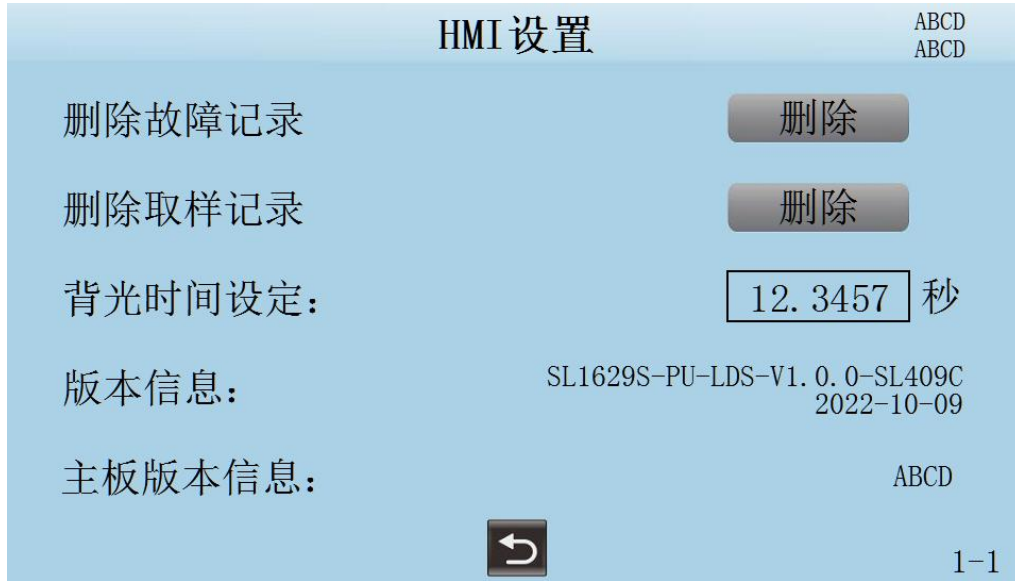 HMI设置
ABCD
ABCD
删除故障记录 删除
删除取样记录 删除
背光时间设定： 12.3457 秒
版本信息： SL1629S-PU-LDS-V1.0.0-SL409C
2022-10-09
主板版本信息： ABCD
1-1